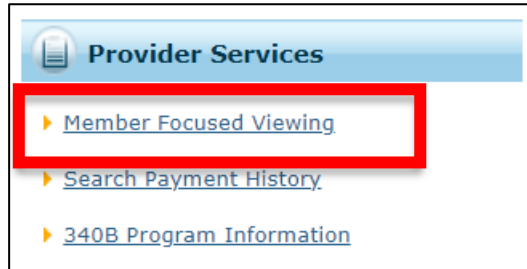 Provider Services
Member Focused Viewing
Search Payment History
340B Program Information